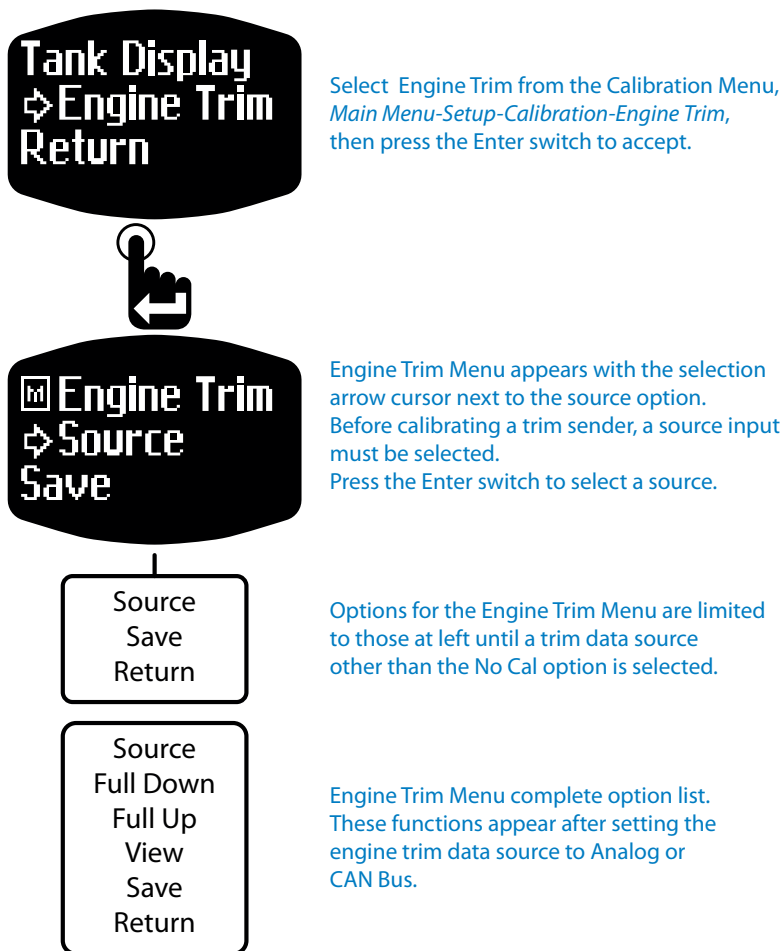 Tank Display
⇨Engine Trim
Return
Select Engine Trim from the Calibration Menu,
Main Menu-Setup-Calibration-Engine Trim,
then press the Enter switch to accept.
Engine Trim
⇨Source
Save
Engine Trim Menu appears with the selection
arrow cursor next to the source option.
Before calibrating a trim sender, a source input
must be selected.
Press the Enter switch to select a source.
Source
Save
Return
Options for the Engine Trim Menu are limited
to those at left until a trim data source
other than the No Cal option is selected.
Source
Full Down
Full Up
View
Save
Return
Engine Trim Menu complete option list.
These functions appear after setting the
engine trim data source to Analog or
CAN Bus.